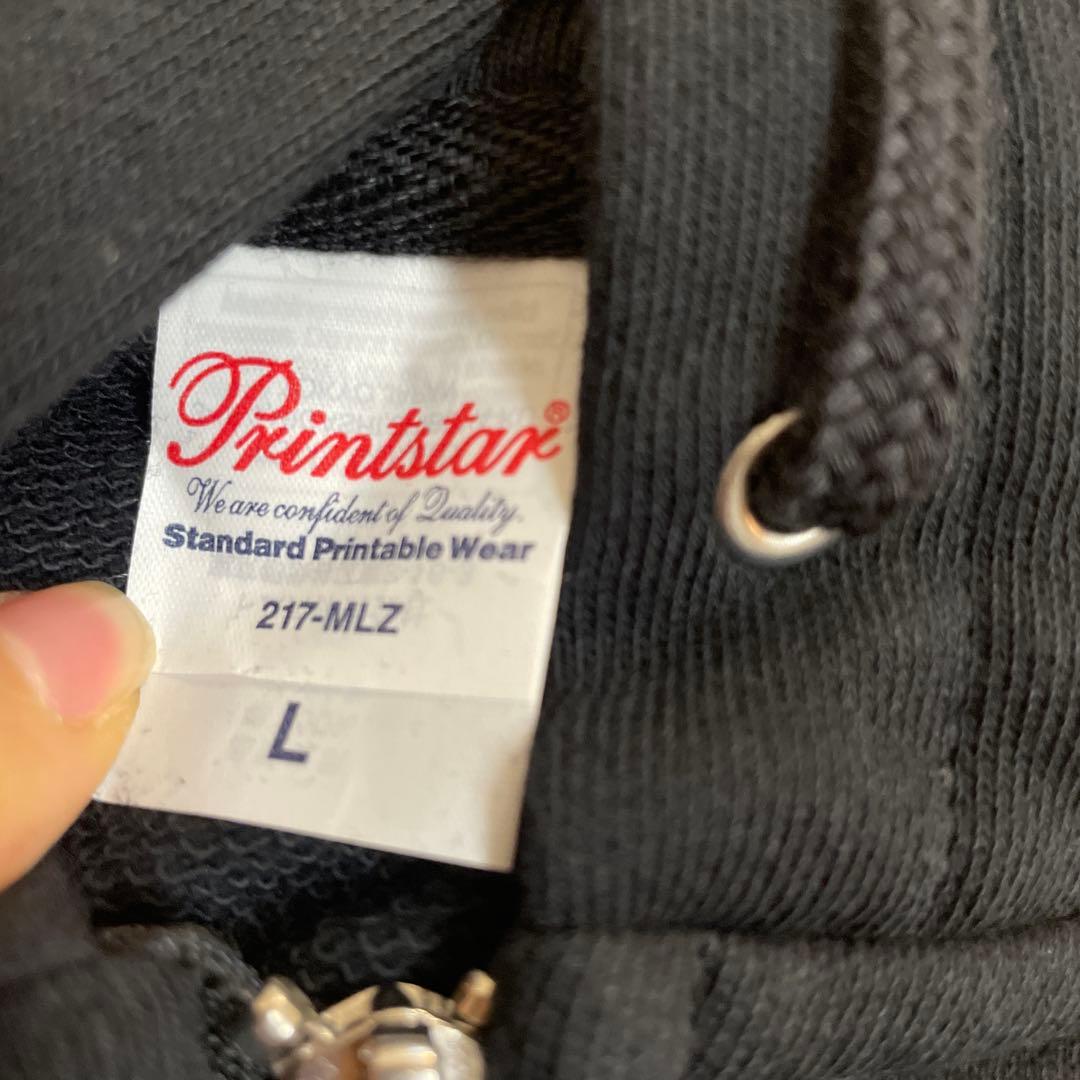 Printstar®
We are confident of Quality.
Standard Printable Wear
217-MLZ
L